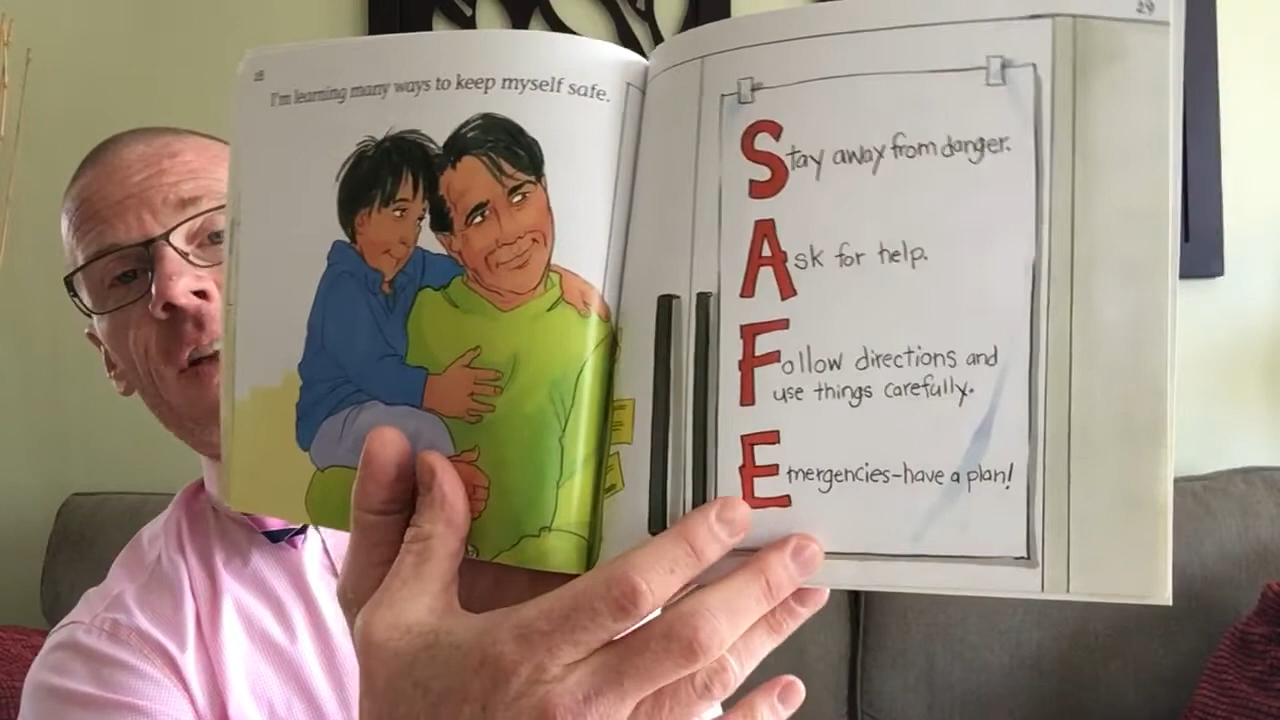 28
I'm learning many ways to keep myself safe.
29
Stay away from danger.
Ask for help.
Follow directions and
use things carefully.
Emergencies-have a plan!